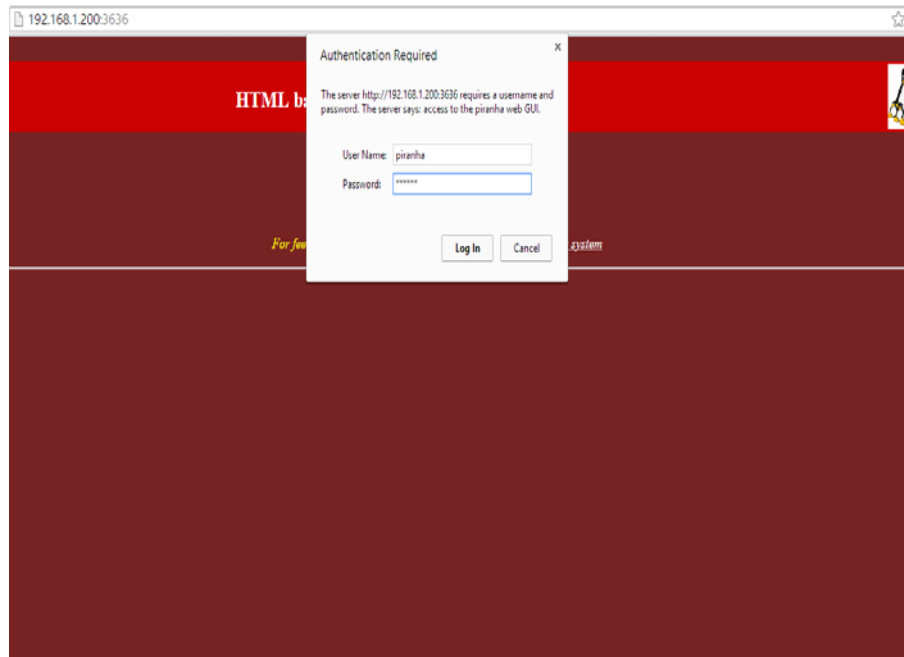 192.168.1.200:3636
Authentication Required
x
The server http://192.168.1.200:3636 requires a username and
password. The server says: access to the piranha web GUI.
HTML
User Name: piranha
Password: ******
Log In Cancel
For system